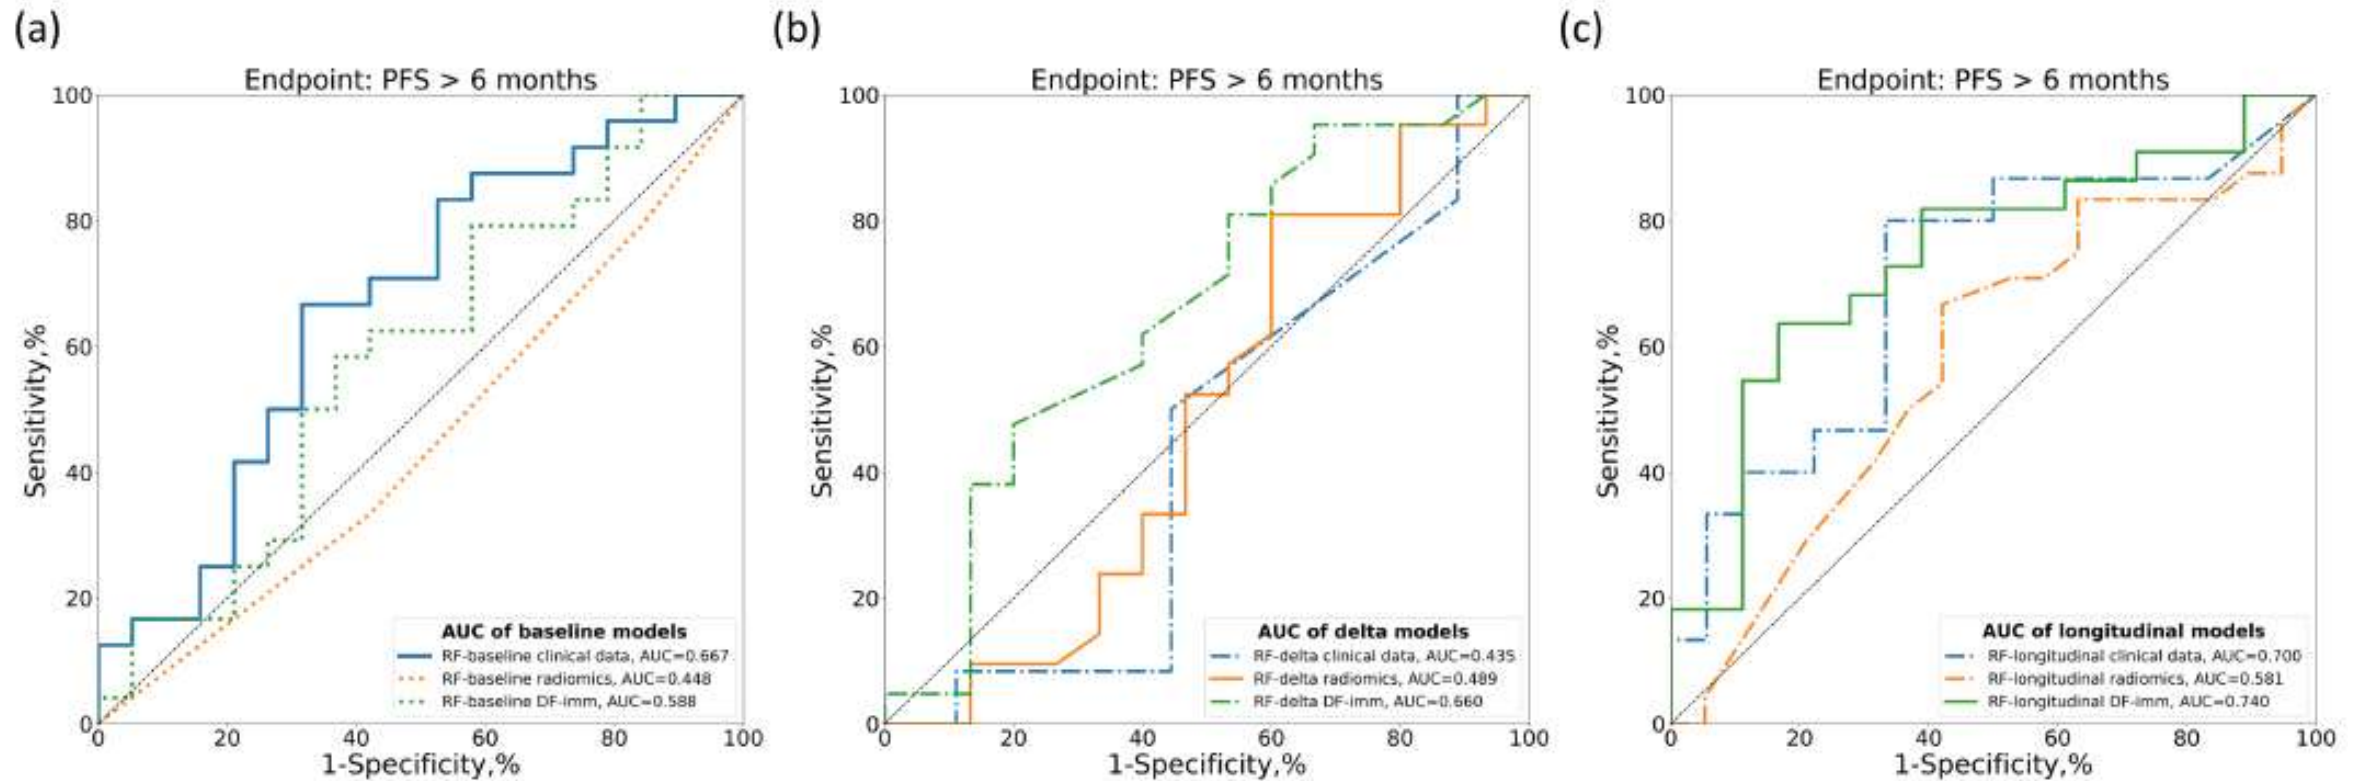 (a)
Endpoint: PFS > 6 months
100
80
60
40
20
0
Sensitivity,%
AUC of baseline models
RF-baseline clinical data, AUC=0.667
RF-baseline radiomics, AUC=0.448
RF-baseline DF-imm, AUC=0.588
0 20 40 60 80 100
1-Specificity,%
(b)
Endpoint: PFS > 6 months
100
80
60
40
20
0
Sensitivity,%
AUC of delta models
RF-delta clinical data, AUC=0.435
RF-delta radiomics, AUC=0.489
RF-delta DF-imm, AUC=0.660
0 20 40 60 80 100
1-Specificity,%
(c)
Endpoint: PFS > 6 months
100
80
60
40
20
0
Sensitivity,%
AUC of longitudinal models
RF-longitudinal clinical data, AUC=0.700
RF-longitudinal radiomics, AUC=0.581
RF-longitudinal DF-imm, AUC=0.740
0 20 40 60 80 100
1-Specificity,%